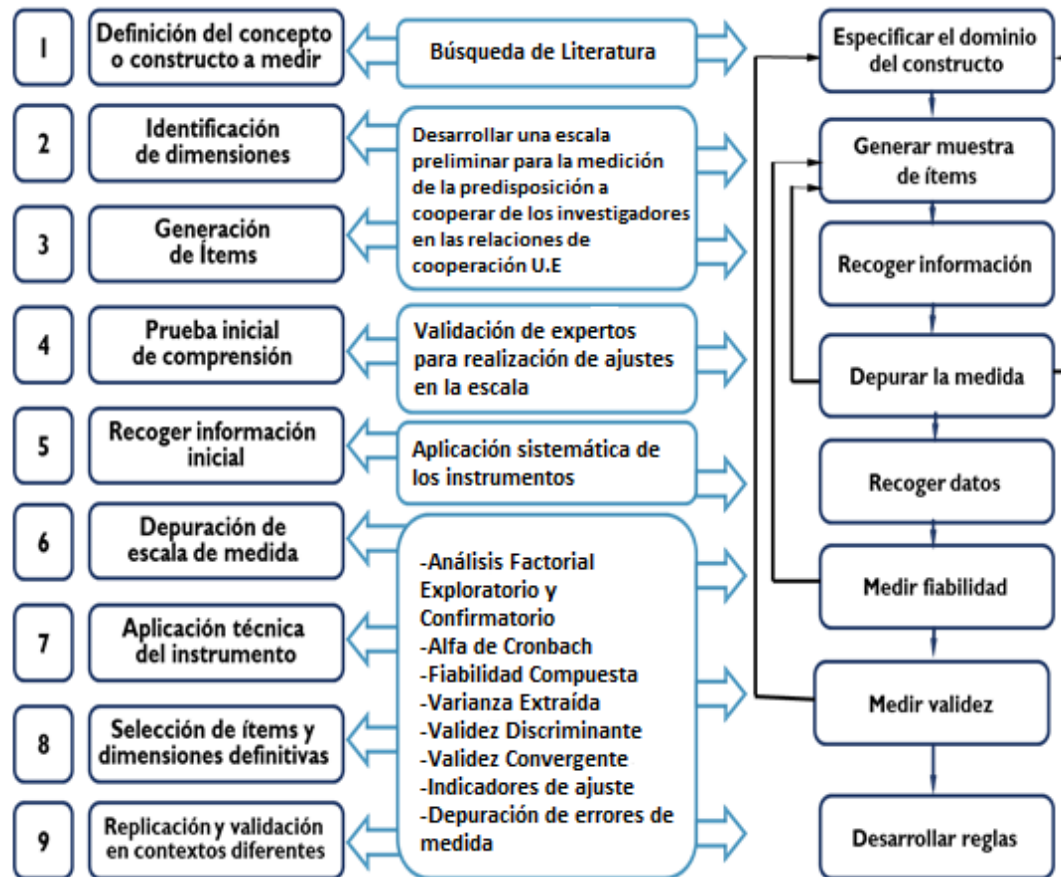 1
Definición del concepto
o constructo a medir
2
Identificación
de dimensiones
3
Generación
de Ítems
4
Prueba inicial
de comprensión
5
Recoger información
inicial
6
Depuración de
escala de medida
7
Aplicación técnica
del instrumento
8
Selección de ítems y
dimensiones definitivas
9
Replicación y validación
en contextos diferentes
Búsqueda de Literatura
Desarrollar una escala
preliminar para la medición
de la predisposición a
cooperar de los investigadores
en las relaciones de
cooperación U.E
Validación de expertos
para realización de ajustes
en la escala
Aplicación sistemática de
los instrumentos
-Análisis Factorial
Exploratorio y
Confirmatorio
-Alfa de Cronbach
-Fiabilidad Compuesta
-Varianza Extraída
-Validez Discriminante
-Validez Convergente
-Indicadores de ajuste
-Depuración de errores de
medida
Especificar el dominio
del constructo
Generar muestra
de ítems
Recoger información
Depurar la medida
Recoger datos
Medir fiabilidad
Medir validez
Desarrollar reglas